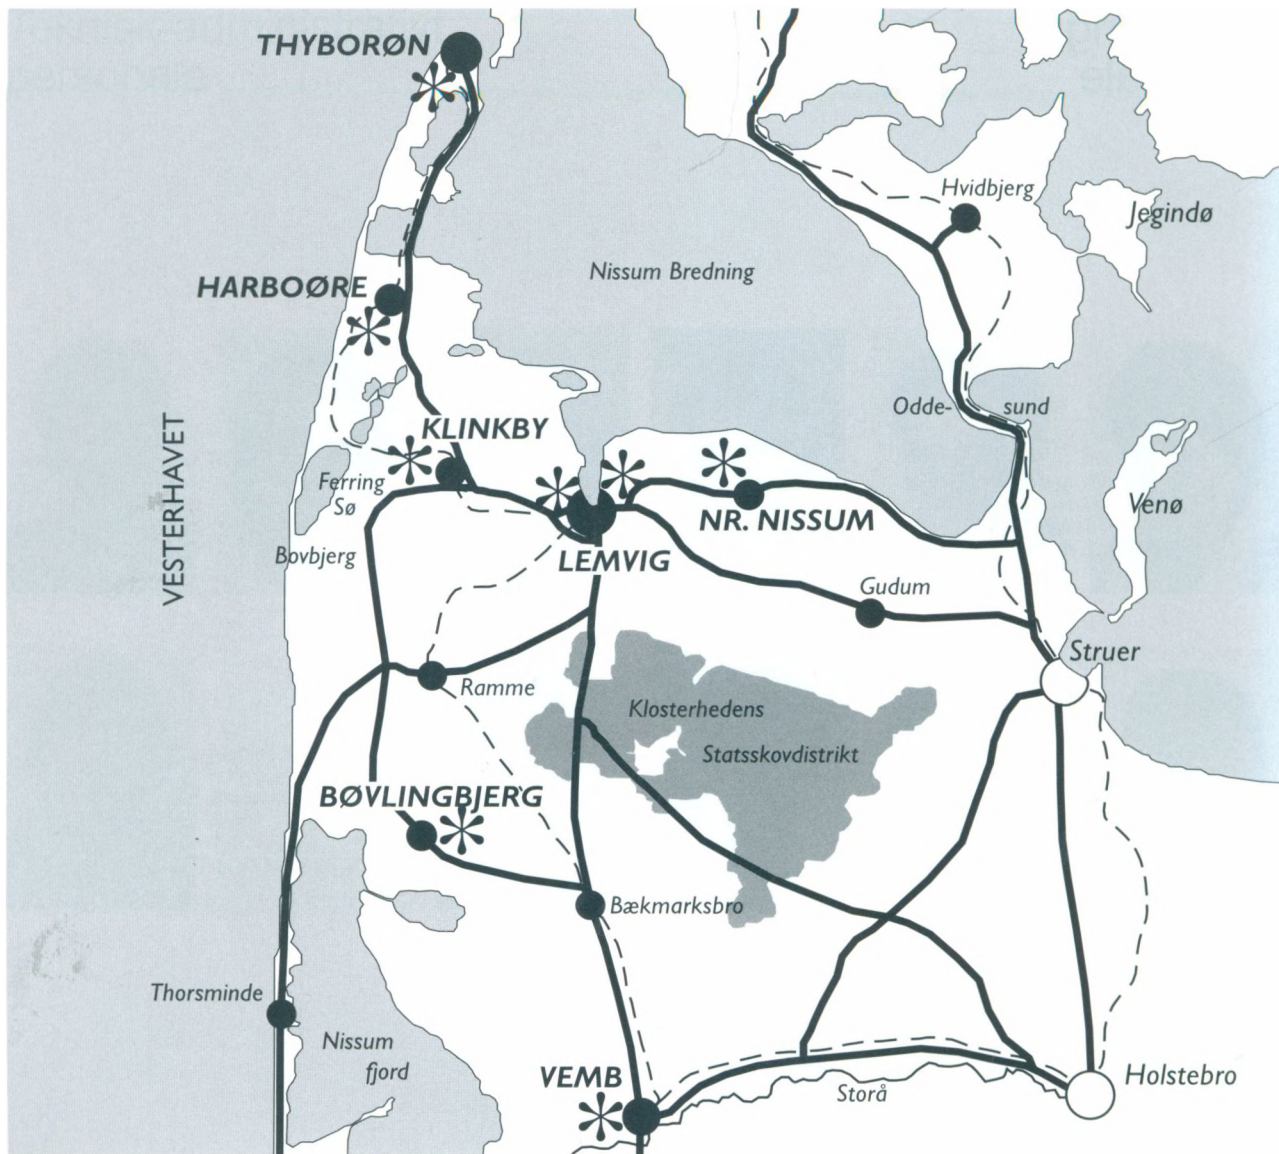 THYBORØN
Hvidbjerg
Jegindø
Nissum Bredning
HARBOØRE
Odde- sund
KLINKBY
VESTERHAVET
Ferring
Sø
Venø
NR. NISSUM
Bovbjerg
LEMVIG
Gudum
Struer
Ramme
Klosterhedens
Statsskovdistrikt
BØVLINGBJERG
Bækmarksbro
Thorsminde
Nissum
fjord
VEMB
Storå
Holstebro